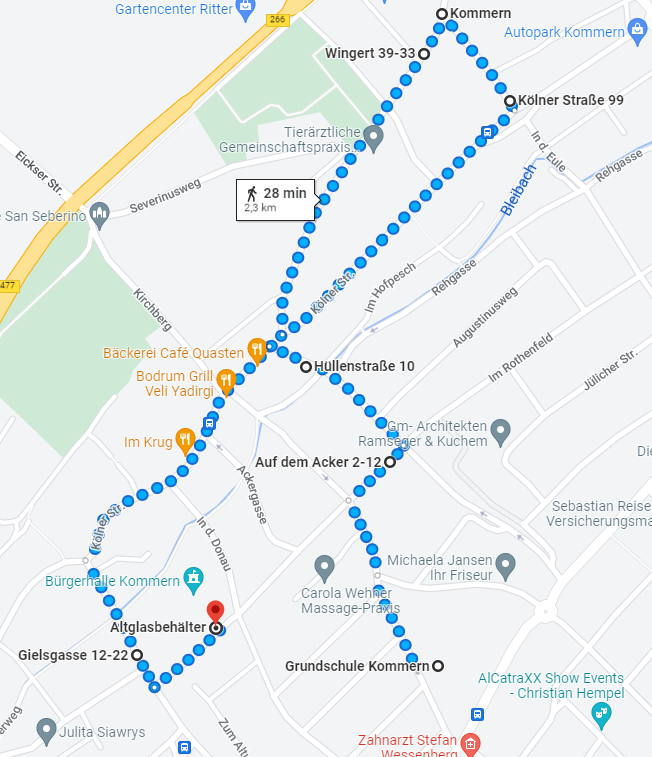 Gartencenter Ritter
266
Kommern
Autopark Kommern
Wingert 39-33
Kölner Straße 99
Tierärztliche
Gemeinschaftspraxis...
In d. Eule
Rehgasse
Eickser Str.
Severinusweg
28 min
2,3 km
Bleibach
e San Seberino
477
Kirchberg
Kölner Str.
Im Hofpesch
Rehgasse
Augustinusweg
Bäckerei Café Quasten
Hüllenstraße 10
Im Rothenfeld
Jülicher Str.
Bodrum Grill
Veli Yadirgi
Im Krug
Gm- Architekten
Ramseger & Kuchem
Auf dem Acker 2-12
Ackergasse
Kölner Str.
In d. Donau
Sebastian Reise
Versicherungsma
Michaela Jansen
Ihr Friseur
Bürgerhalle Kommern
Carola Wehner
Massage-Praxis
Altglasbehälter
Gielsgasse 12-22
Grundschule Kommern
AlCatraXX Show Events
- Christian Hempel
Julita Siawrys
Zum Alt
Zahnarzt Stefan
Wessenberg